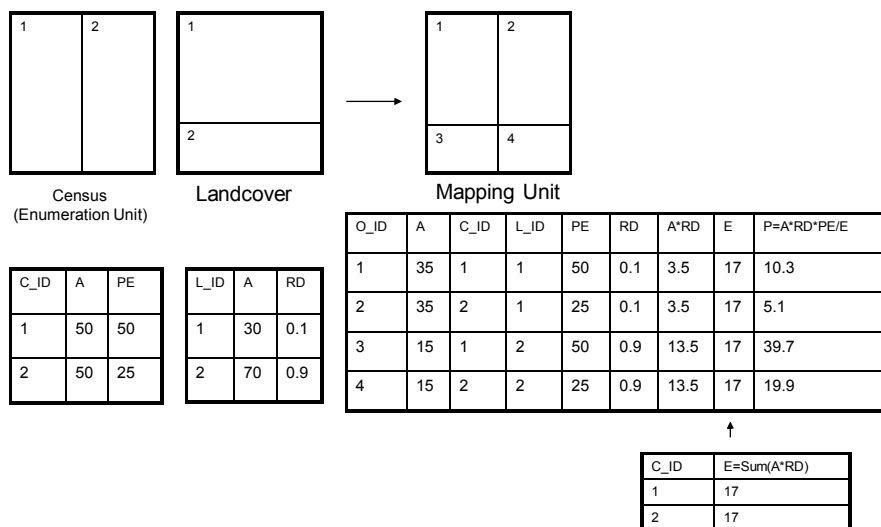 1 2
1
2
1 2
3 4
Census
(Enumeration Unit)
Landcover
Mapping Unit
C_ID A PE
1 50 50
2 50 25
L_ID A RD
1 30 0.1
2 70 0.9
O_ID A C_ID L_ID PE RD A*RD E P=A*RD*PE/E
1 35 1 1 50 0.1 3.5 17 10.3
2 35 2 1 25 0.1 3.5 17 5.1
3 15 1 2 50 0.9 13.5 17 39.7
4 15 2 2 25 0.9 13.5 17 19.9
C_ID E=Sum(A*RD)
1 17
2 17